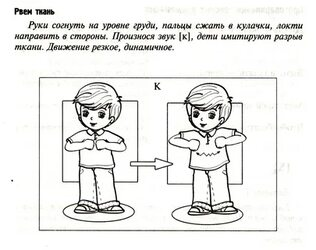 Рвем ткань
Руки согнуть на уровне груди, пальцы сжать в кулачки, локти
направить в стороны. Произнося звук [к], дети имитируют разрыв
ткани. Движение резкое, динамичное.
К